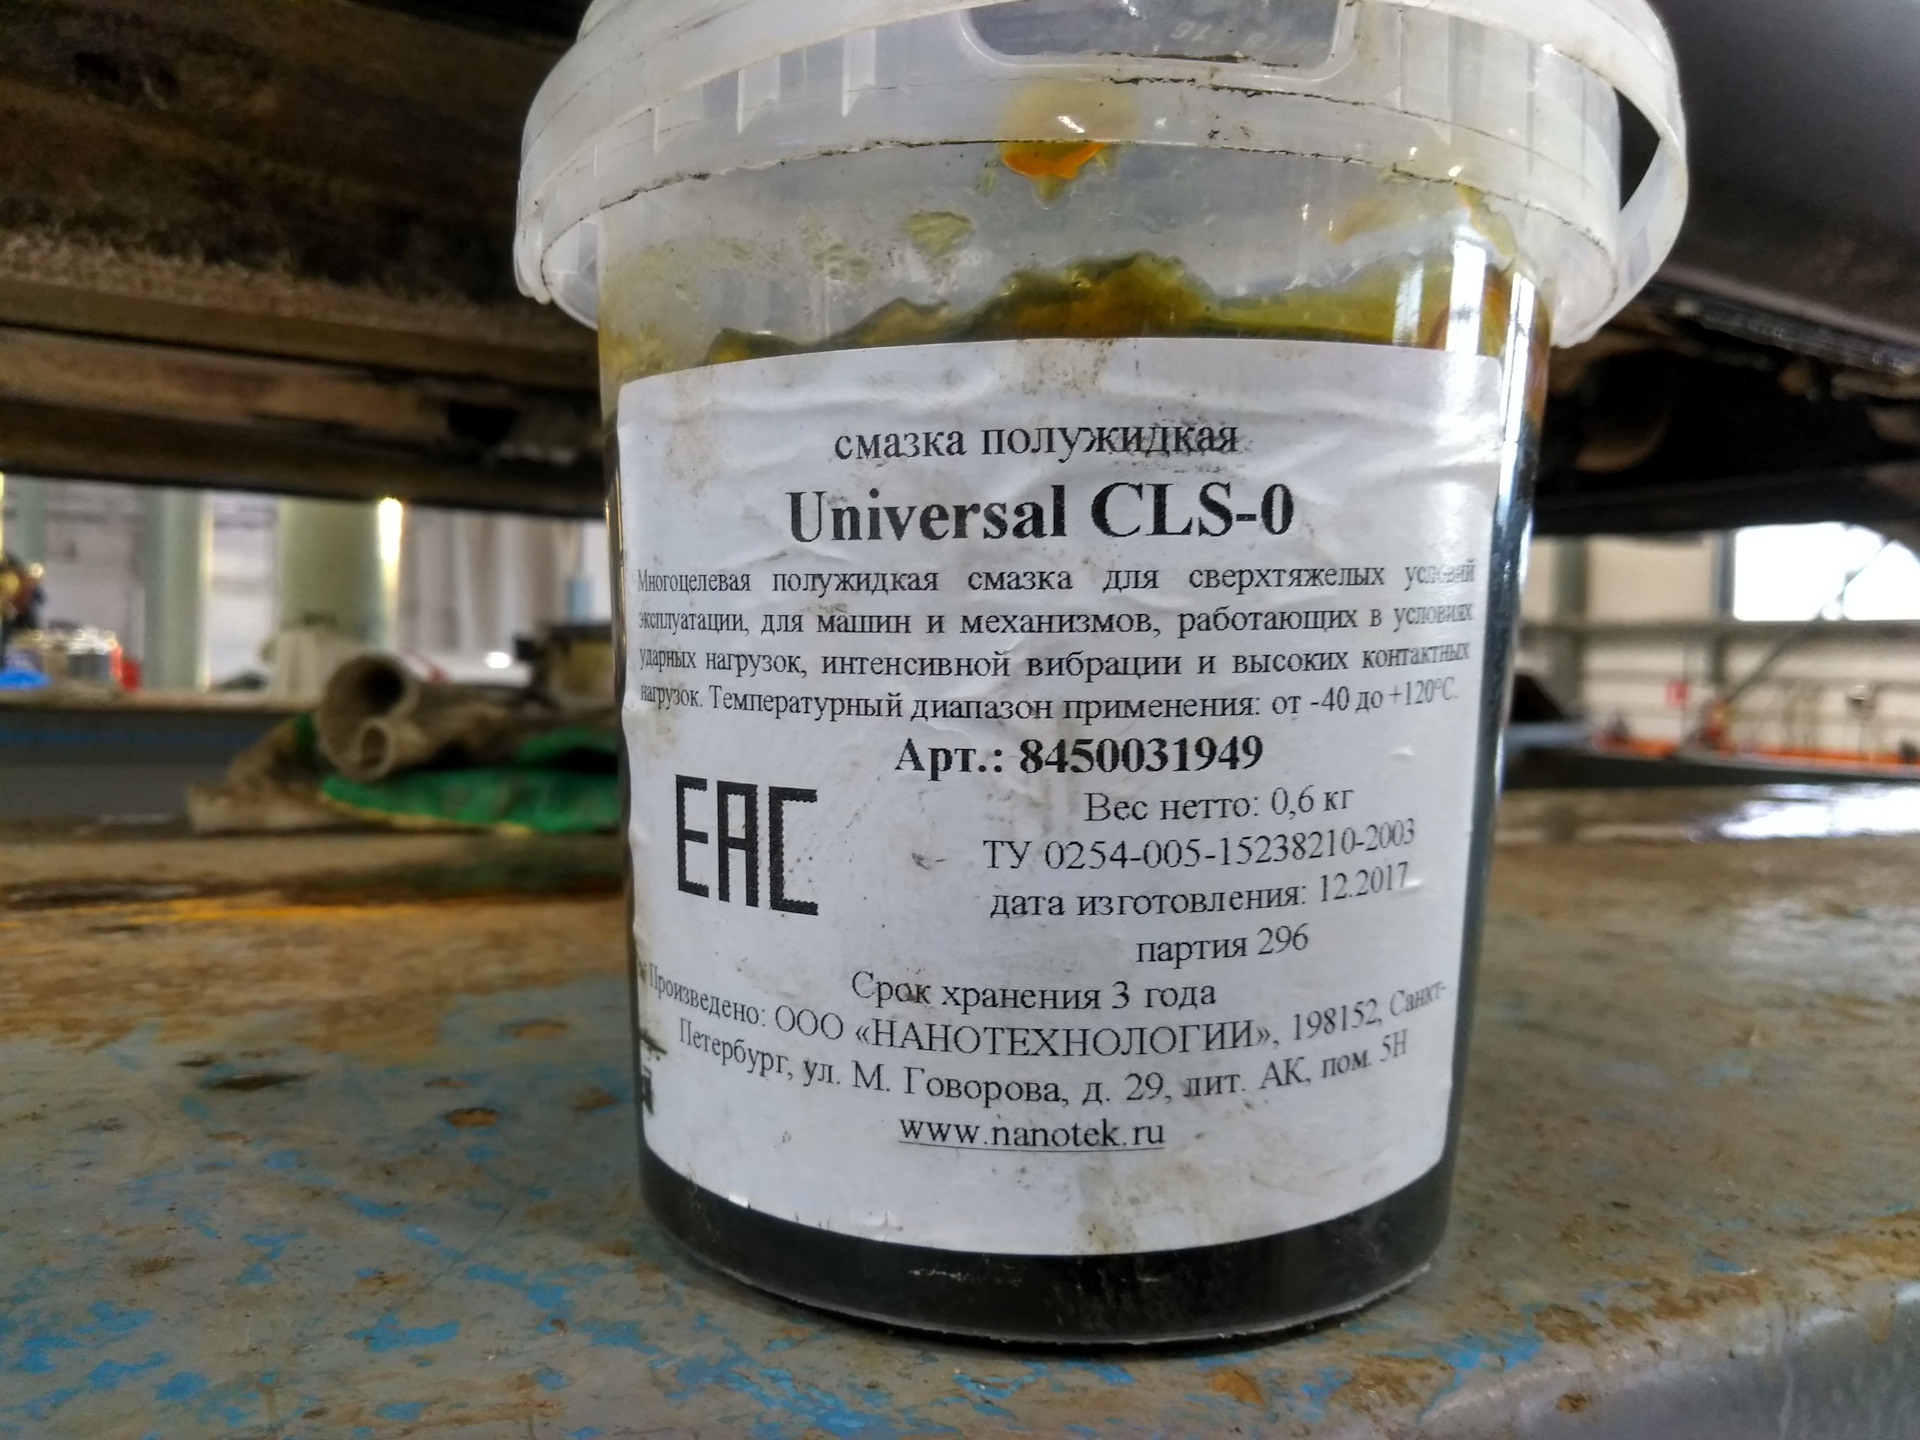 смазка полужидкая
Universal CLS-0
Многоцелевая полужидкая смазка для сверхтяжелых условий
эксплуатации, для машин и механизмов, работающих в условиях
ударных нагрузок, интенсивной вибрации и высоких контактных
нагрузок. Температурный диапазон применения: от -40 до +120°С.
Арт.: 8450031949
ЕАС
Вес нетто: 0,6 кг
ТУ 0254-005-15238210-2003
дата изготовления: 12.2017
партия 296
Срок хранения 3 года
Произведено: ООО «НАНОТЕХНОЛОГИИ», 198152, Санкт-
Петербург, ул. М. Говорова, д. 29, лит. АК, пом. 5Н
www.nanotek.ru